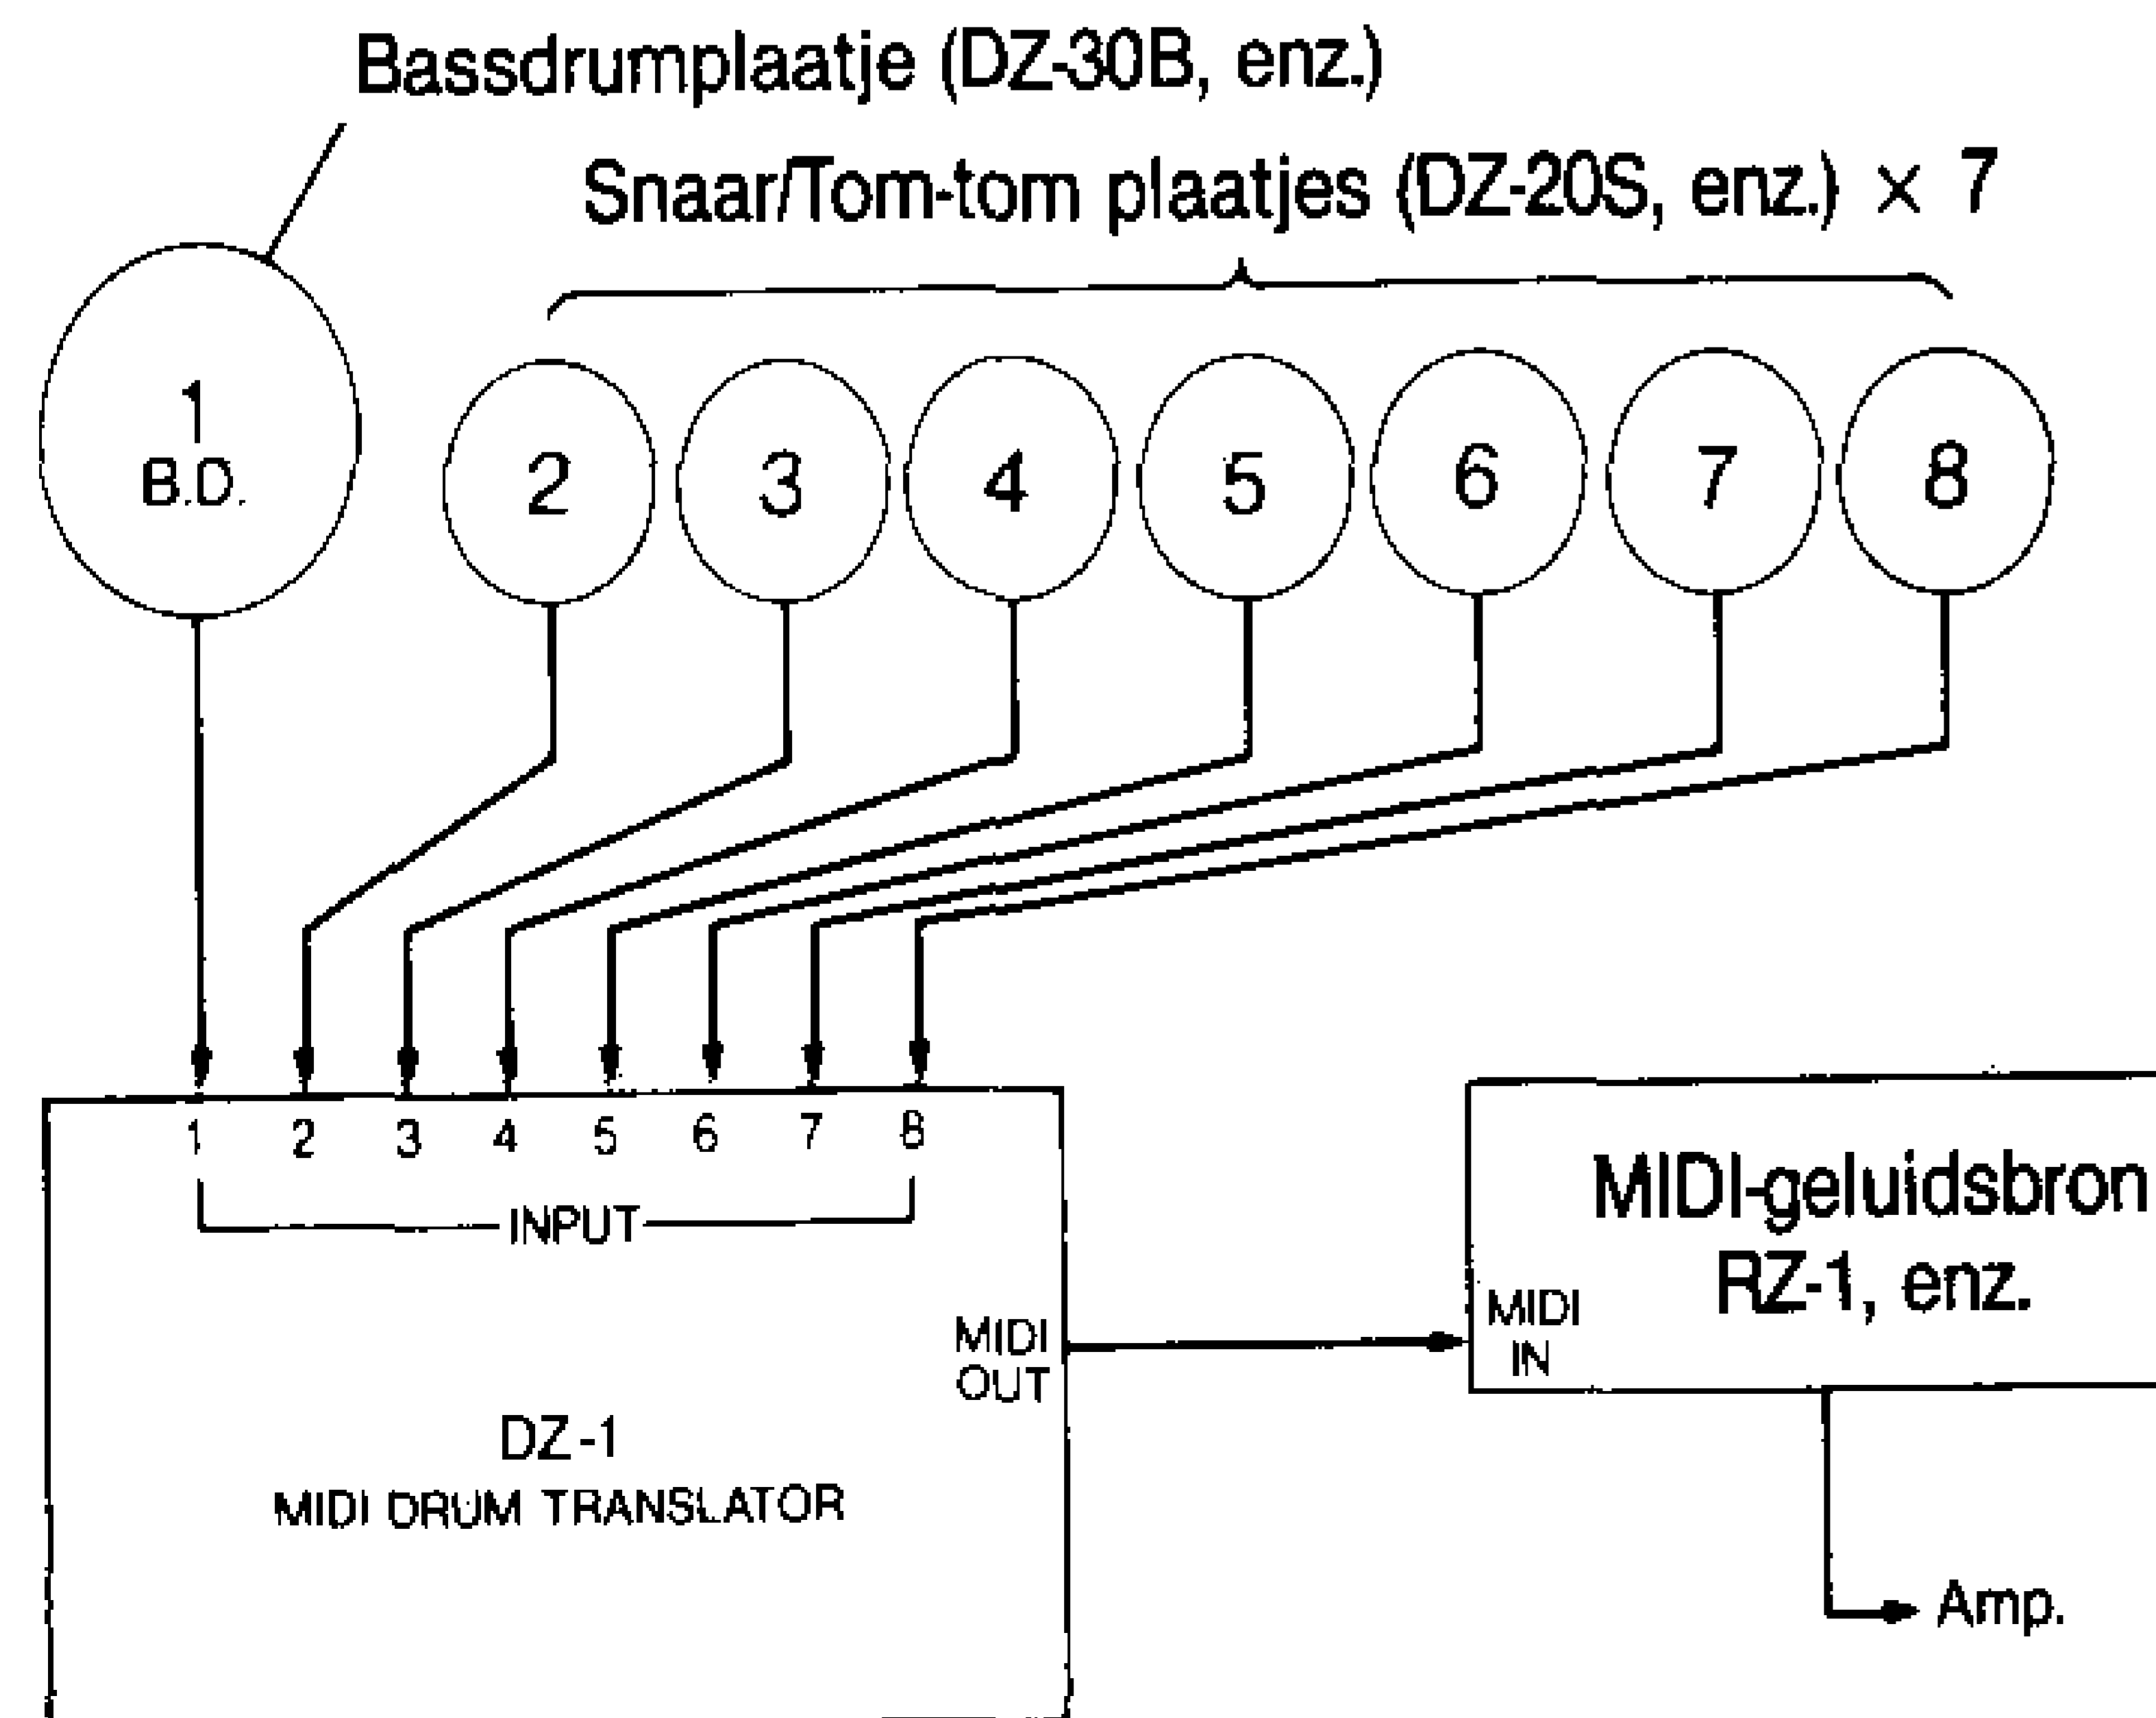 Bassdrumplaatje (DZ-30B, enz.)
Snaar/Tom-tom plaatjes (DZ-20S, enz.) × 7
1
B.D.
2 3 4 5 6 7 8
1 2 3 4 5 6 7 8
INPUT
MIDI
OUT
DZ-1
MIDI DRUM TRANSLATOR
MIDI-geluidsbron
RZ-1, enz.
MIDI
IN
Amp.